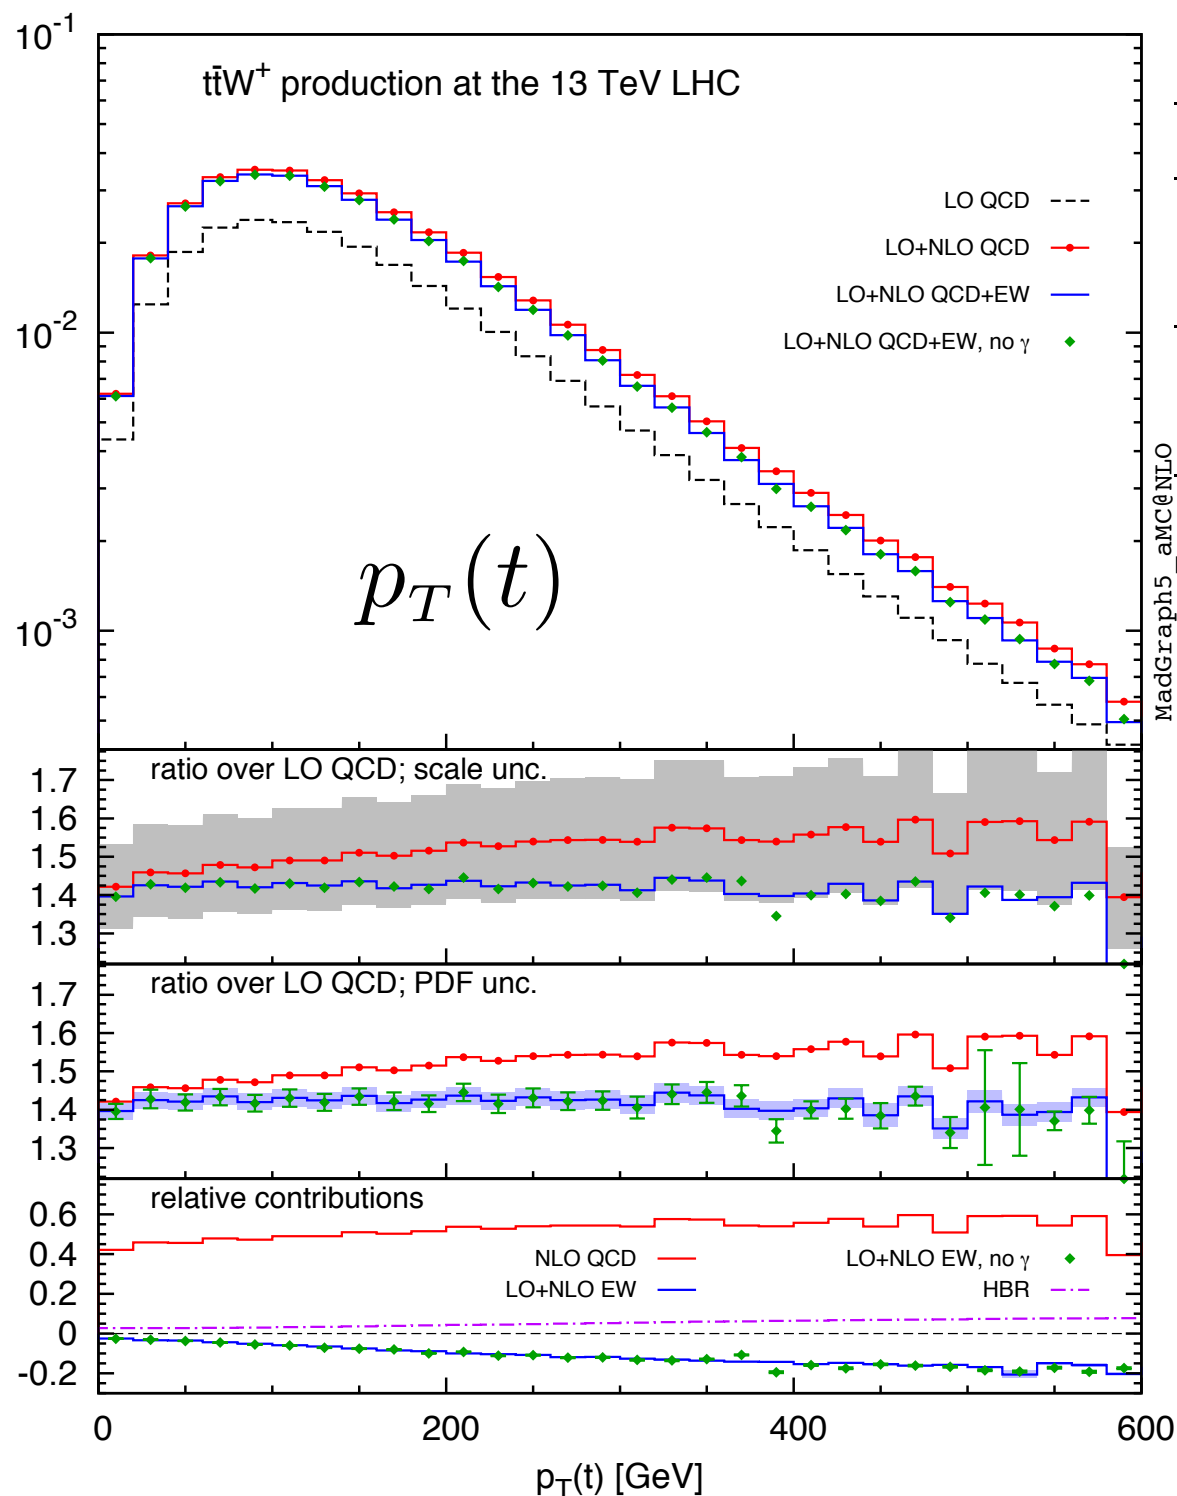 10^-1
tt̄W^+ production at the 13 TeV LHC
LO QCD
LO+NLO QCD
LO+NLO QCD+EW
LO+NLO QCD+EW, no γ
10^-2
p_T(t)
10^-3
MadGraph5_aMC@NLO
ratio over LO QCD; scale unc.
1.7
1.6
1.5
1.4
1.3
ratio over LO QCD; PDF unc.
1.7
1.6
1.5
1.4
1.3
relative contributions
0.6
0.4
0.2
0
-0.2
NLO QCD
LO+NLO EW, no γ
LO+NLO EW
HBR
0 200 400 600
p_T(t) [GeV]